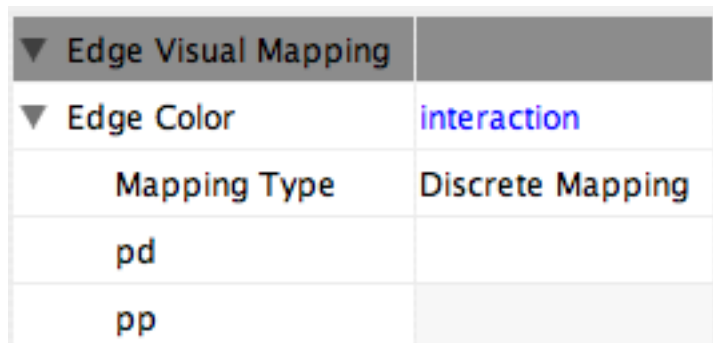 Edge Visual Mapping
Edge Color interaction
Mapping Type Discrete Mapping
pd
pp